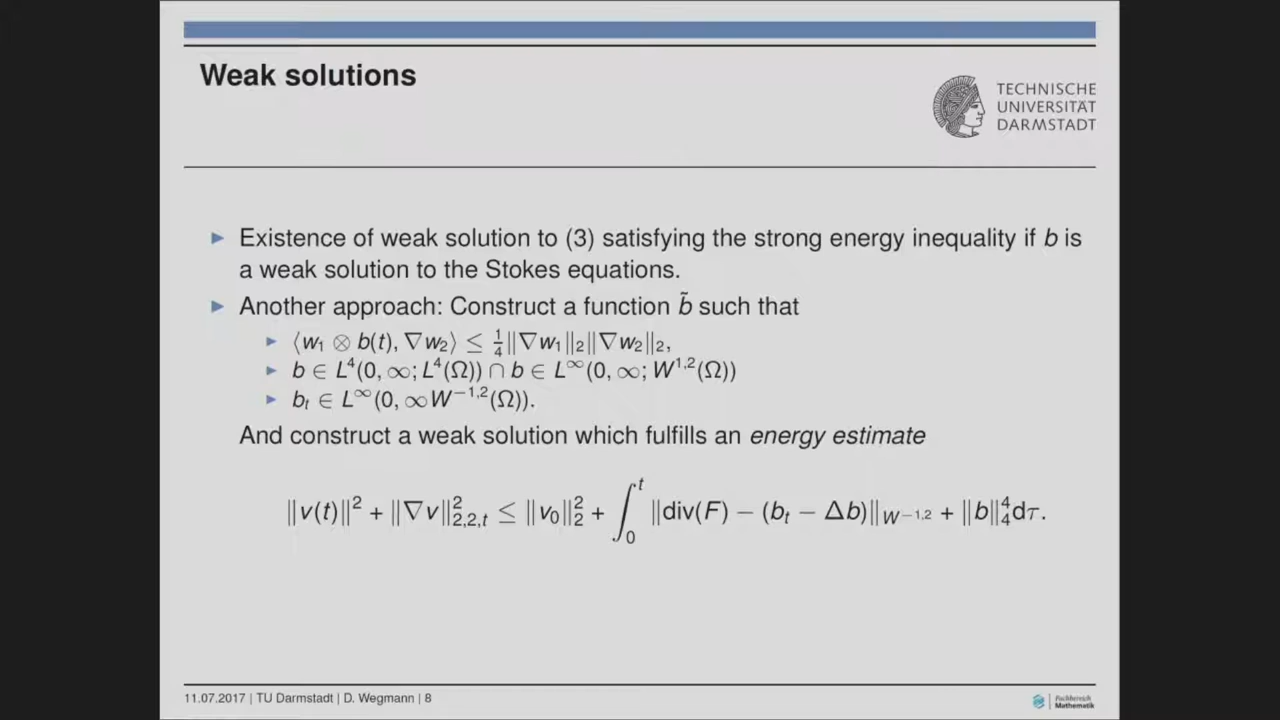 Weak solutions
TECHNISCHE
UNIVERSITÄT
DARMSTADT
▶ Existence of weak solution to (3) satisfying the strong energy inequality if b is
a weak solution to the Stokes equations.
▶ Another approach: Construct a function b̃ such that
▶ ⟨w₁ ⊗ b(t), ∇w₂⟩ ≤ ¼‖∇w₁‖₂‖∇w₂‖₂,
▶ b ∈ L⁴(0, ∞; L⁴(Ω)) ∩ b ∈ L^∞(0, ∞; W^{1,2}(Ω))
▶ b_t ∈ L^∞(0, ∞W^{−1,2}(Ω)).
And construct a weak solution which fulfills an energy estimate
‖v(t)‖² + ‖∇v‖²_{2,2,t} ≤ ‖v₀‖²₂ + ∫₀ᵗ ‖div(F) − (b_t − Δb)‖_{W^{−1,2}} + ‖b‖⁴₄dτ.
11.07.2017 | TU Darmstadt | D. Wegmann | 8
Fachbereich
Mathematik